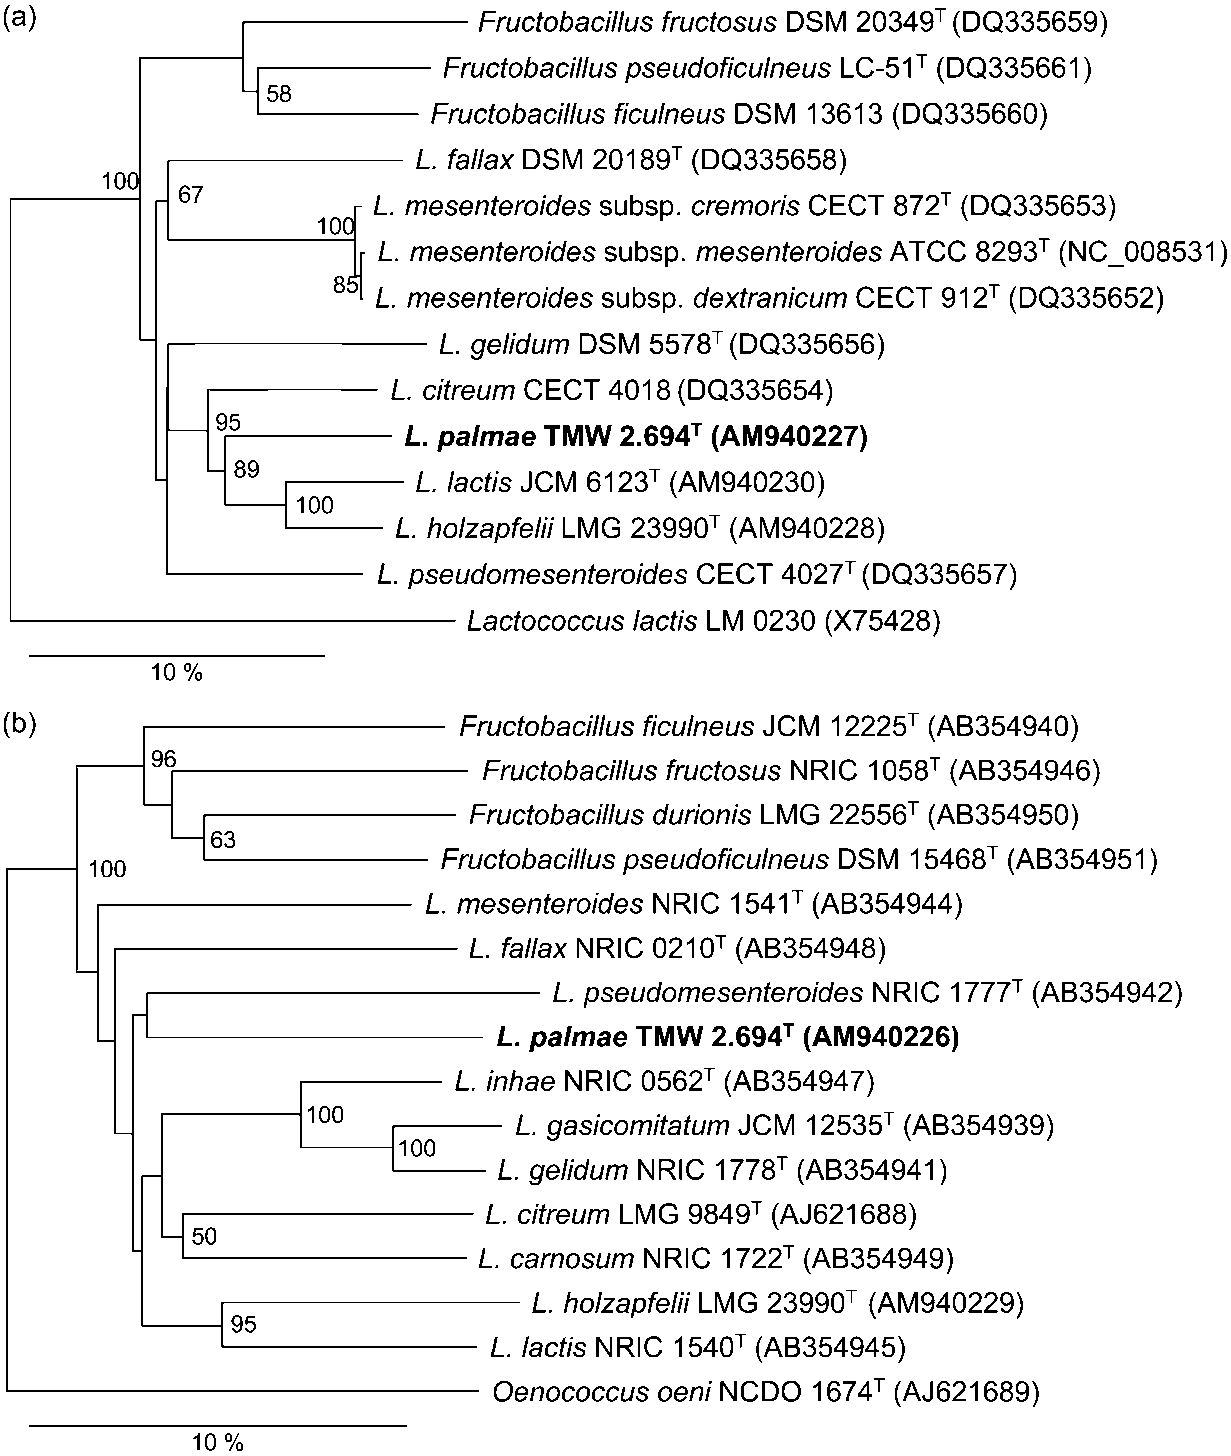 (a)
Fructobacillus fructosus DSM 20349ᵀ (DQ335659)
Fructobacillus pseudoficulneus LC-51ᵀ (DQ335661)
58
Fructobacillus ficulneus DSM 13613 (DQ335660)
L. fallax DSM 20189ᵀ (DQ335658)
100
67
L. mesenteroides subsp. cremoris CECT 872ᵀ (DQ335653)
100
L. mesenteroides subsp. mesenteroides ATCC 8293ᵀ (NC_008531)
85
L. mesenteroides subsp. dextranicum CECT 912ᵀ (DQ335652)
L. gelidum DSM 5578ᵀ (DQ335656)
L. citreum CECT 4018 (DQ335654)
95
L. palmae TMW 2.694ᵀ (AM940227)
89
L. lactis JCM 6123ᵀ (AM940230)
100
L. holzapfelii LMG 23990ᵀ (AM940228)
L. pseudomesenteroides CECT 4027ᵀ (DQ335657)
Lactococcus lactis LM 0230 (X75428)
10 %
(b)
Fructobacillus ficulneus JCM 12225ᵀ (AB354940)
96
Fructobacillus fructosus NRIC 1058ᵀ (AB354946)
Fructobacillus durionis LMG 22556ᵀ (AB354950)
63
Fructobacillus pseudoficulneus DSM 15468ᵀ (AB354951)
100
L. mesenteroides NRIC 1541ᵀ (AB354944)
L. fallax NRIC 0210ᵀ (AB354948)
L. pseudomesenteroides NRIC 1777ᵀ (AB354942)
L. palmae TMW 2.694ᵀ (AM940226)
L. inhae NRIC 0562ᵀ (AB354947)
100
L. gasicomitatum JCM 12535ᵀ (AB354939)
100
L. gelidum NRIC 1778ᵀ (AB354941)
L. citreum LMG 9849ᵀ (AJ621688)
50
L. carnosum NRIC 1722ᵀ (AB354949)
L. holzapfelii LMG 23990ᵀ (AM940229)
95
L. lactis NRIC 1540ᵀ (AB354945)
Oenococcus oeni NCDO 1674ᵀ (AJ621689)
10 %